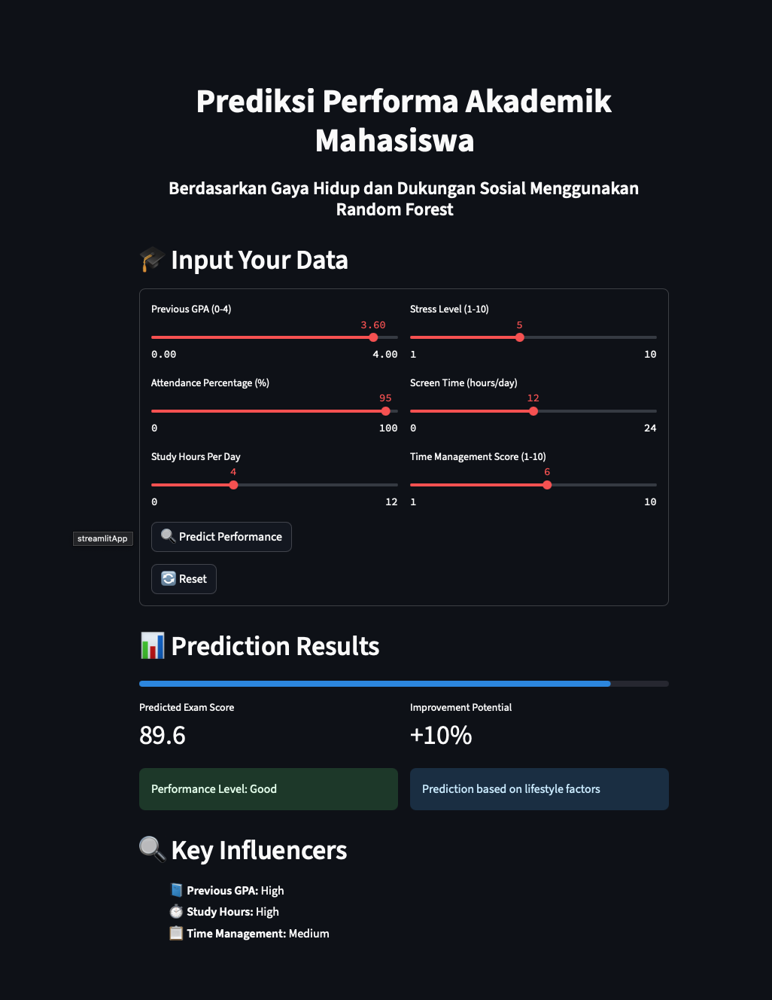 Prediksi Performa Akademik
Mahasiswa
Berdasarkan Gaya Hidup dan Dukungan Sosial Menggunakan
Random Forest
🎓 Input Your Data
Previous GPA (0-4)
3.60
0.00 4.00
Stress Level (1-10)
5
1 10
Attendance Percentage (%)
95
0 100
Screen Time (hours/day)
12
0 24
Study Hours Per Day
4
0 12
Time Management Score (1-10)
6
1 10
streamlitApp
🔍 Predict Performance
🔄 Reset
📊 Prediction Results
Predicted Exam Score
89.6
Improvement Potential
+10%
Performance Level: Good
Prediction based on lifestyle factors
🔍 Key Influencers
📘 Previous GPA: High
⏱️ Study Hours: High
📋 Time Management: Medium